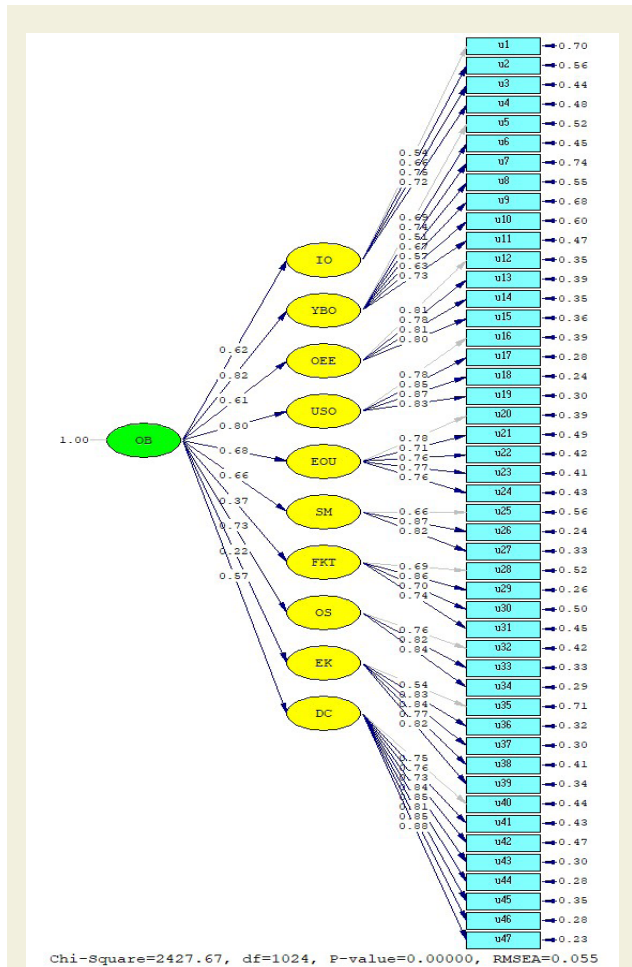 u1 0.70
u2 0.56
u3 0.44
u4 0.48
u5 0.52
u6 0.45
u7 0.74
u8 0.55
u9 0.68
u10 0.60
u11 0.47
u12 0.35
u13 0.39
u14 0.35
u15 0.36
u16 0.39
u17 0.28
u18 0.24
u19 0.30
u20 0.39
u21 0.49
u22 0.42
u23 0.41
u24 0.43
u25 0.56
u26 0.24
u27 0.33
u28 0.52
u29 0.26
u30 0.50
u31 0.45
u32 0.42
u33 0.33
u34 0.29
u35 0.71
u36 0.32
u37 0.30
u38 0.41
u39 0.34
u40 0.44
u41 0.43
u42 0.47
u43 0.30
u44 0.28
u45 0.35
u46 0.28
u47 0.23
0.54
0.66
0.75
0.72
0.69
0.74
0.51
0.67
0.57
0.63
0.73
0.81
0.78
0.81
0.80
0.78
0.85
0.87
0.83
0.78
0.71
0.76
0.77
0.76
0.66
0.87
0.82
0.69
0.86
0.70
0.74
0.76
0.82
0.84
0.54
0.83
0.84
0.77
0.82
0.75
0.76
0.73
0.84
0.85
0.81
0.85
0.88
IO
YBO
OEE
USO
EOU
SM
FKT
OS
EK
DC
0.62
0.82
0.61
0.80
0.68
0.66
0.37
0.73
0.22
0.57
1.00 OB
Chi-Square=2427.67, df=1024, P-value=0.00000, RMSEA=0.055